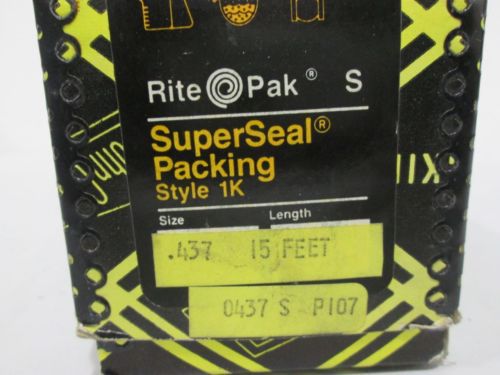 Rite Pak® S
SuperSeal®
Packing
Style 1K
Size Length
.437 15 FEET
0437 S P107